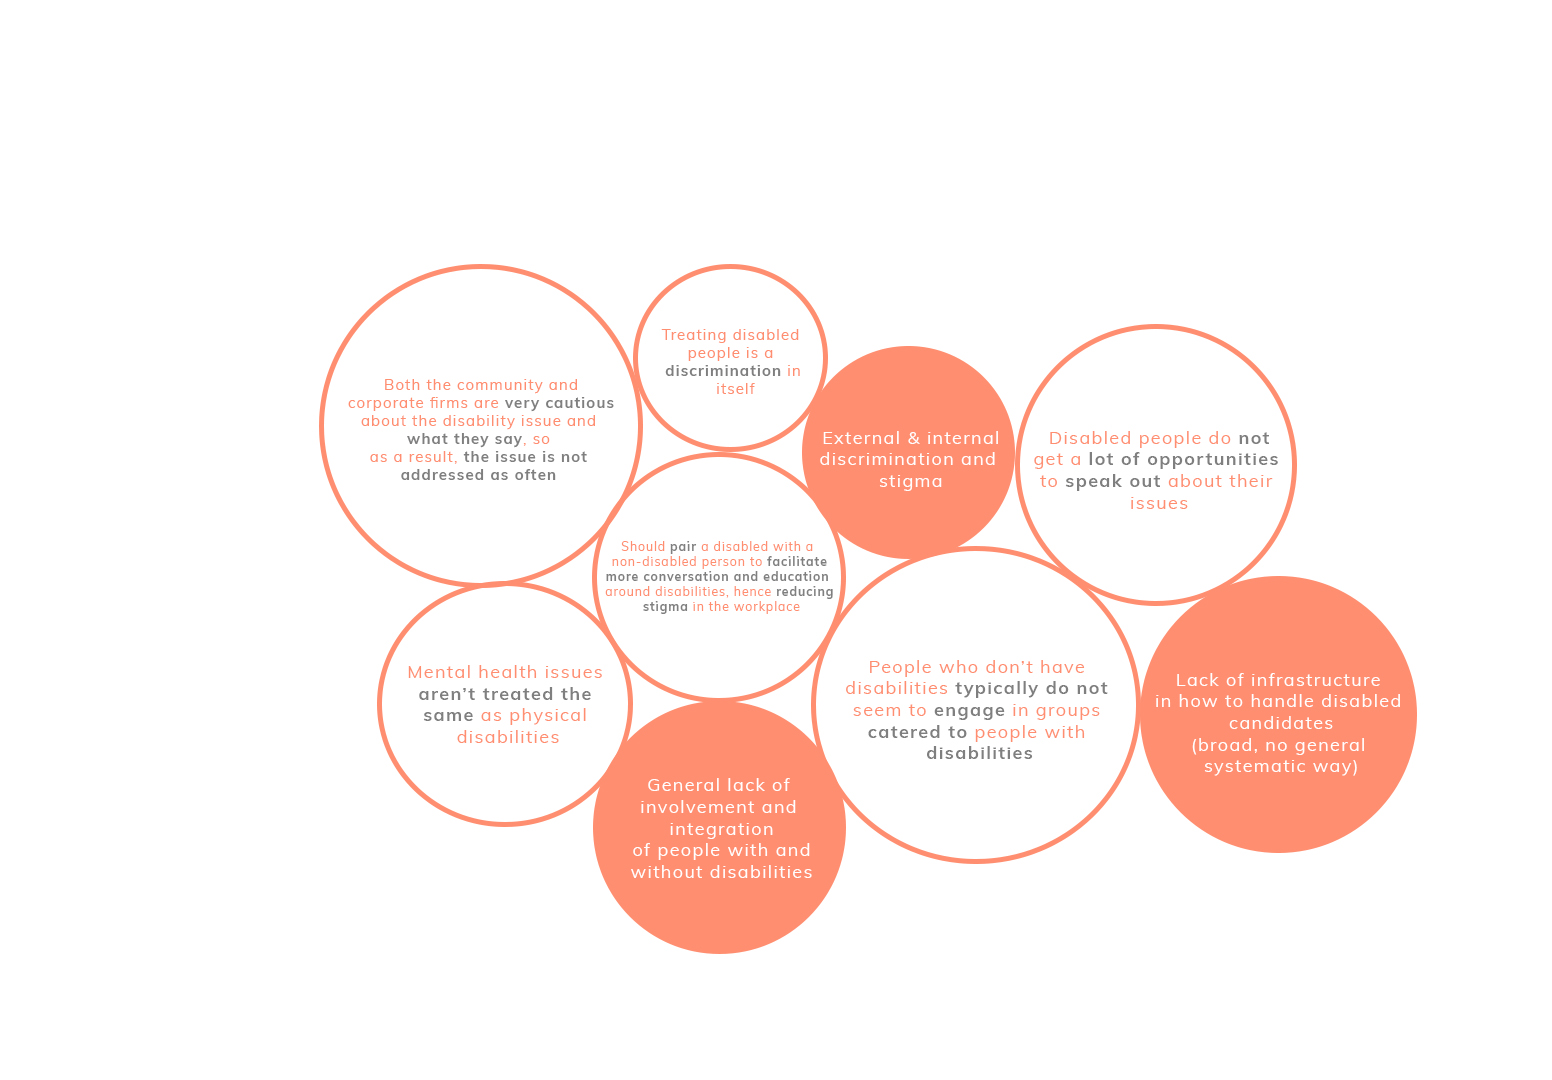 Both the community and
corporate firms are very cautious
about the disability issue and
what they say, so
as a result, the issue is not
addressed as often
Treating disabled
people is a
discrimination in
itself
External & internal
discrimination and
stigma
Disabled people do not
get a lot of opportunities
to speak out about their
issues
Should pair a disabled with a
non-disabled person to facilitate
more conversation and education
around disabilities, hence reducing
stigma in the workplace
Mental health issues
aren't treated the
same as physical
disabilities
People who don't have
disabilities typically do not
seem to engage in groups
catered to people with
disabilities
Lack of infrastructure
in how to handle disabled
candidates
(broad, no general
systematic way)
General lack of
involvement and
integration
of people with and
without disabilities